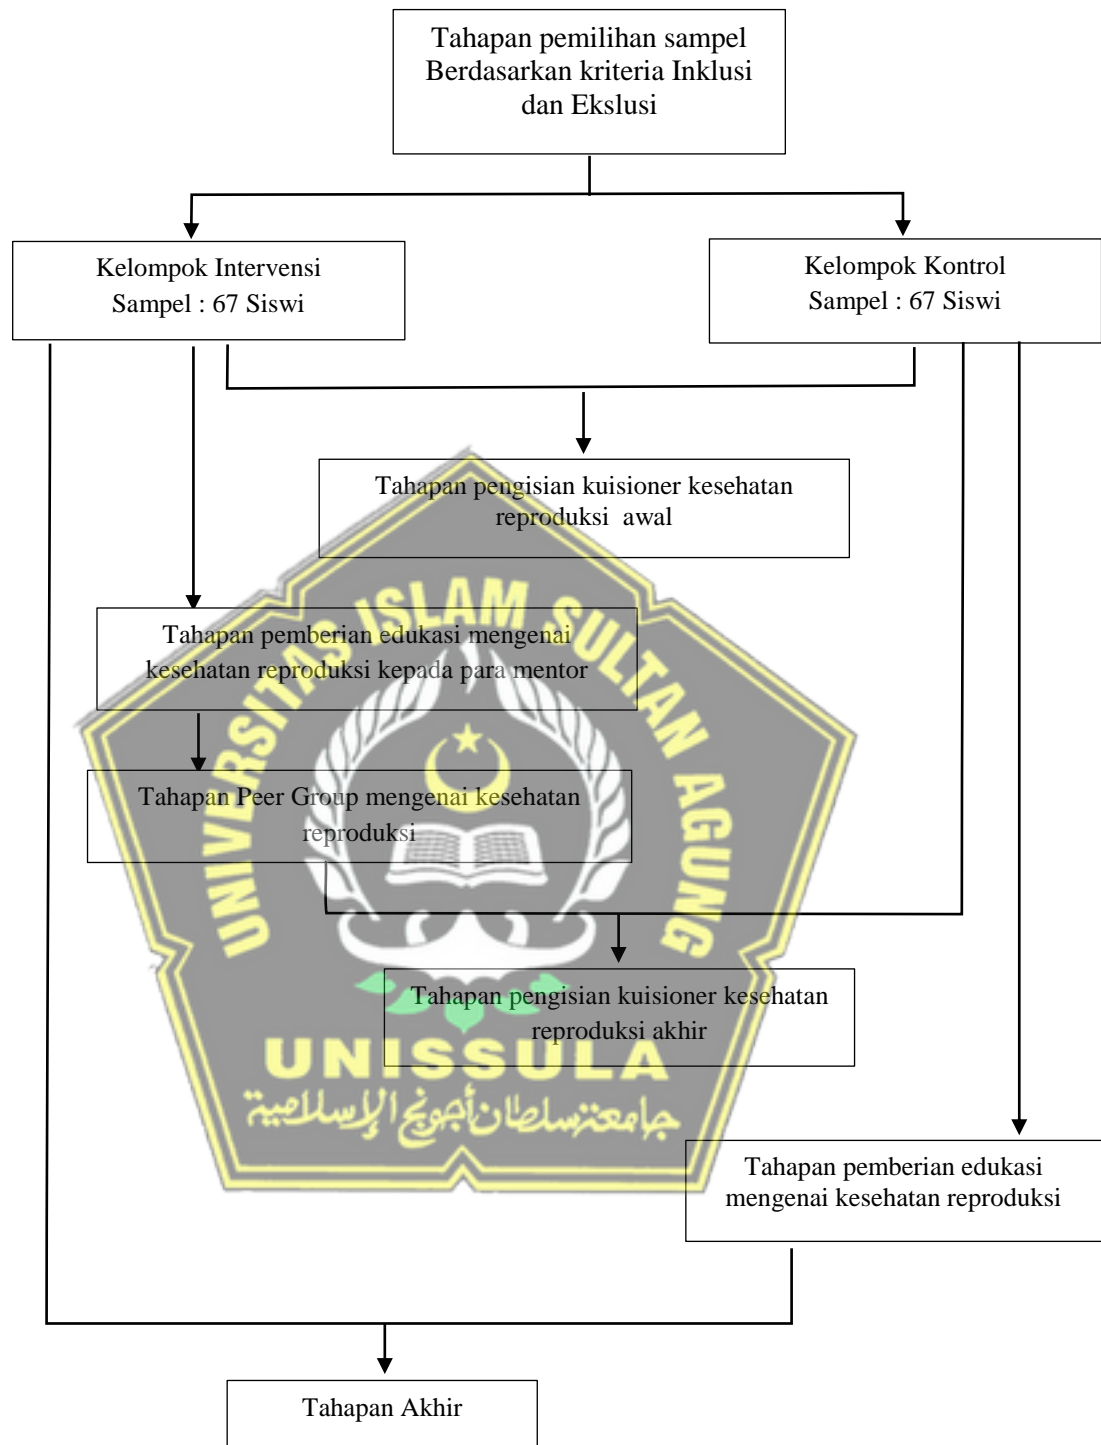 Tahapan pemilihan sampel
Berdasarkan kriteria Inklusi
dan Ekslusi
Kelompok Intervensi
Sampel : 67 Siswi
Kelompok Kontrol
Sampel : 67 Siswi
Tahapan pengisian kuisioner kesehatan
reproduksi awal
Tahapan pemberian edukasi mengenai
kesehatan reproduksi kepada para mentor
Tahapan Peer Group mengenai kesehatan
reproduksi
Tahapan pengisian kuisioner kesehatan
reproduksi akhir
Tahapan pemberian edukasi
mengenai kesehatan reproduksi
Tahapan Akhir
UNIVERSITAS ISLAM SULTAN AGUNG
UNISSULA
جامعة سلطان أجونج الإسلامية